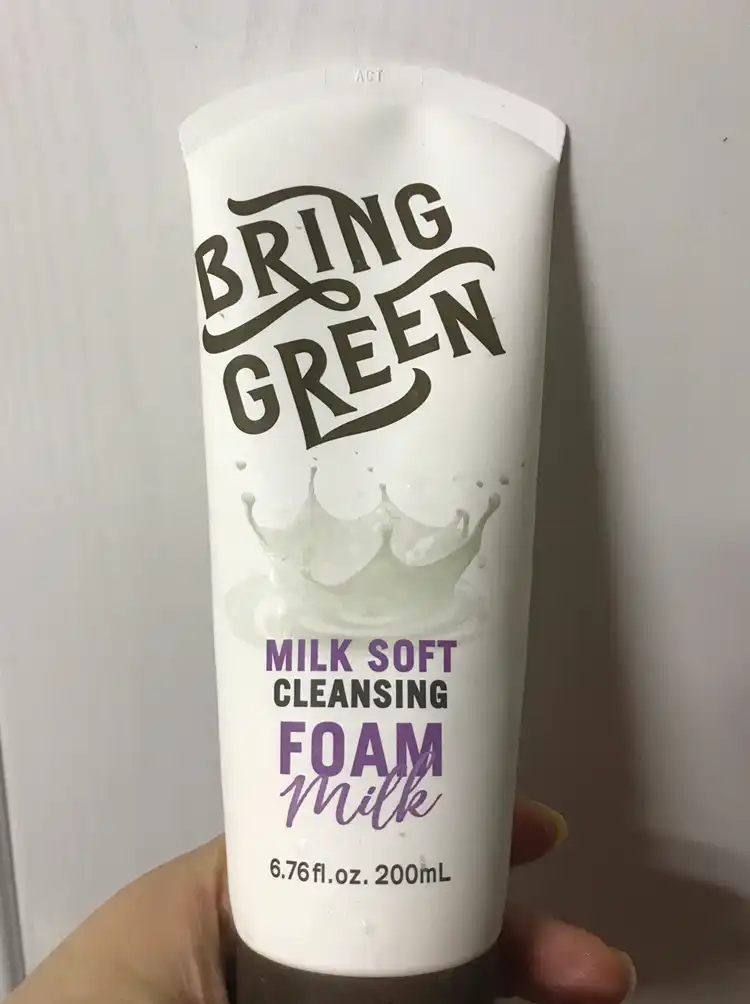 ACT
BRING
GREEN
MILK SOFT
CLEANSING
FOAM
Milk
6.76fl.oz. 200mL